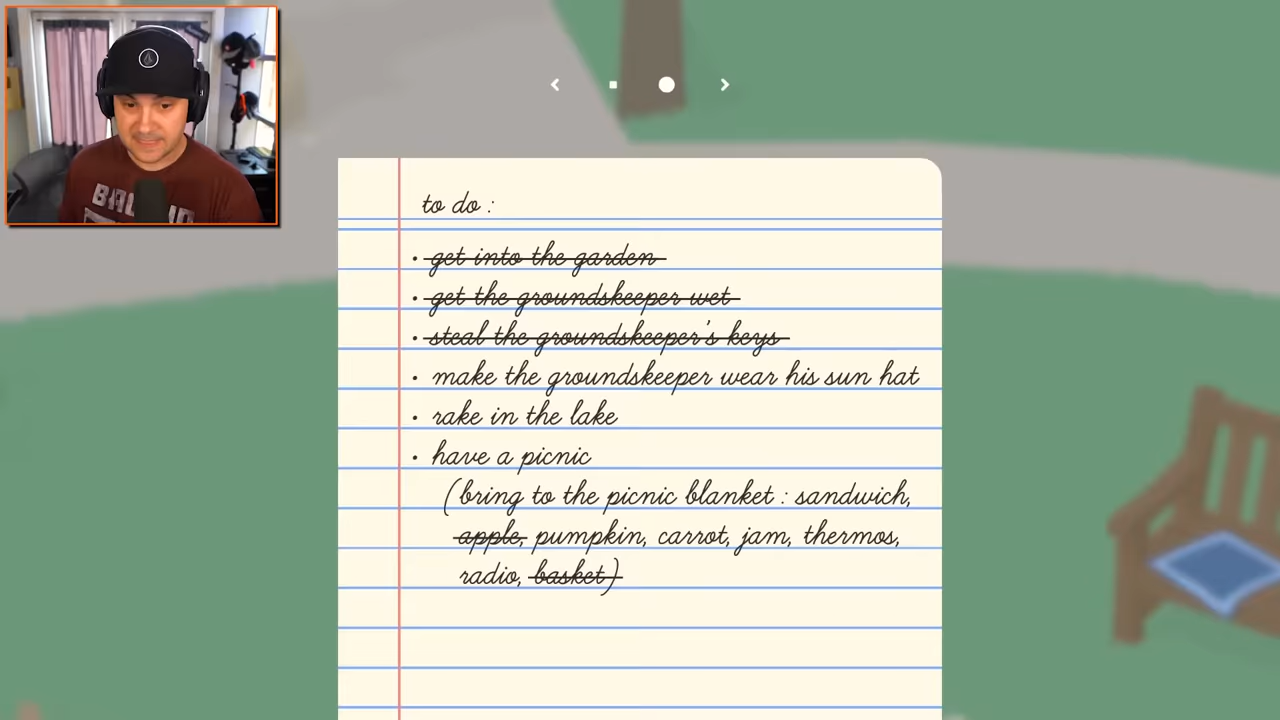 to do :
• get into the garden
• get the groundskeeper wet
• steal the groundskeeper's keys
• make the groundskeeper wear his sun hat
• rake in the lake
• have a picnic
(bring to the picnic blanket : sandwich,
apple, pumpkin, carrot, jam, thermos,
radio, basket)